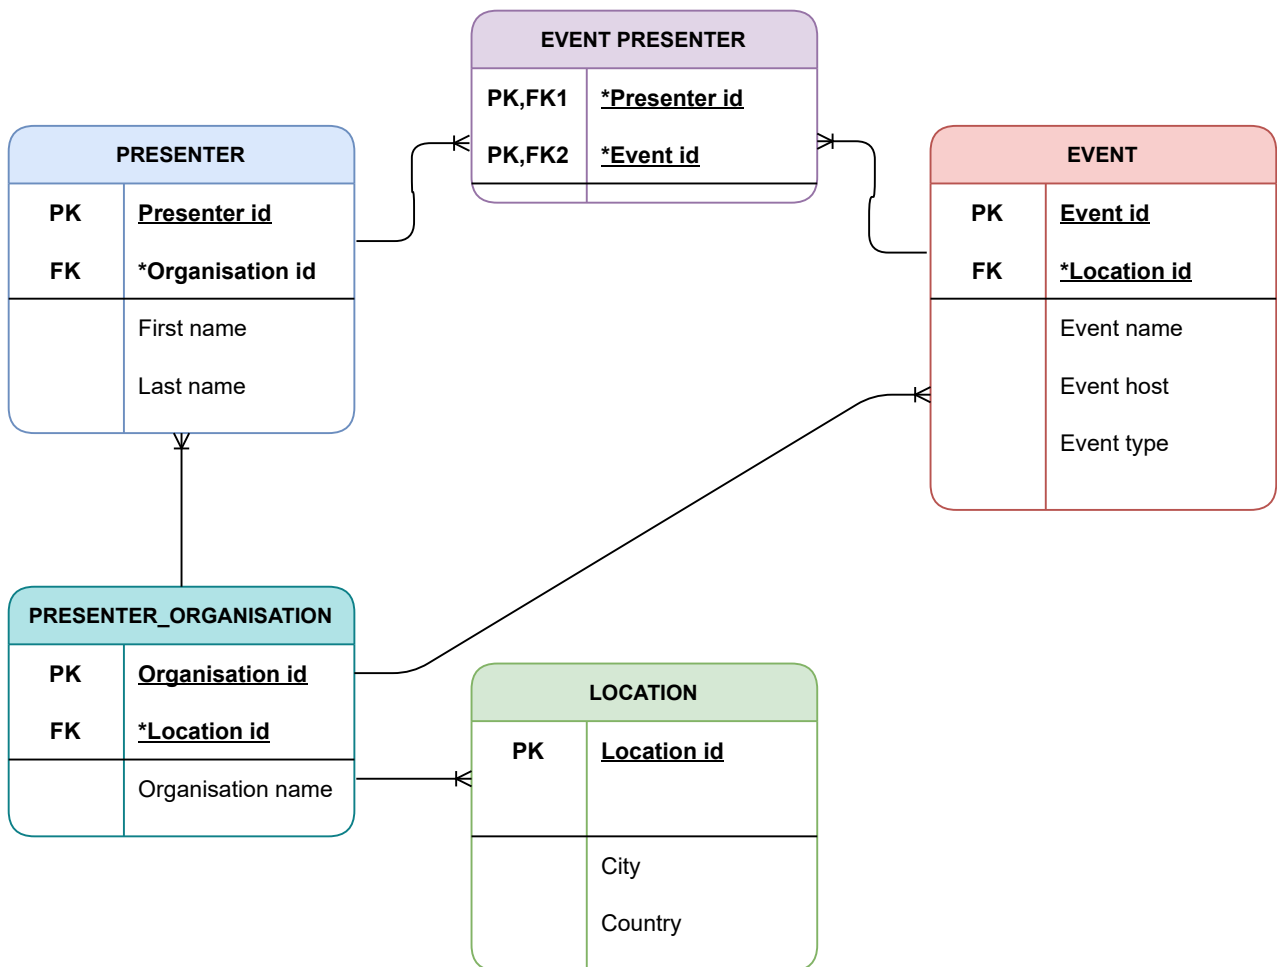 EVENT PRESENTER
PK,FK1 *Presenter id
PK,FK2 *Event id
PRESENTER
PK Presenter id
FK *Organisation id
First name
Last name
EVENT
PK Event id
FK *Location id
Event name
Event host
Event type
PRESENTER_ORGANISATION
PK Organisation id
FK *Location id
Organisation name
LOCATION
PK Location id
City
Country